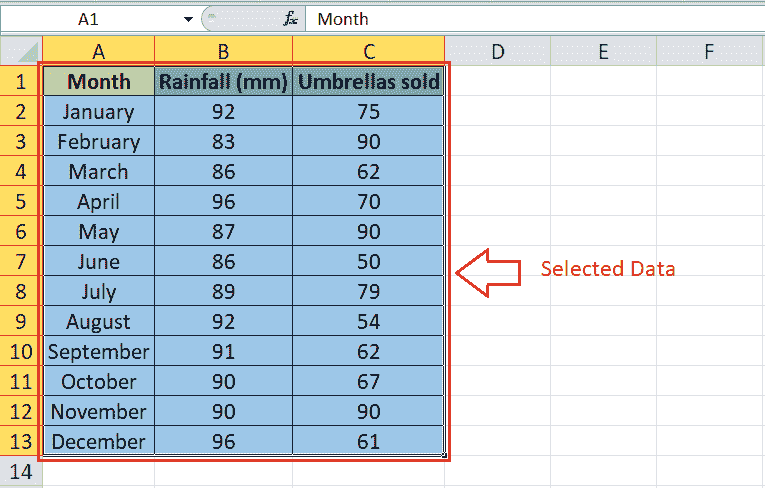 A1 fx Month
A B C D E F
1 Month Rainfall (mm) Umbrellas sold
2 January 92 75
3 February 83 90
4 March 86 62
5 April 96 70
6 May 87 90
7 June 86 50
Selected Data
8 July 89 79
9 August 92 54
10 September 91 62
11 October 90 67
12 November 90 90
13 December 96 61
14